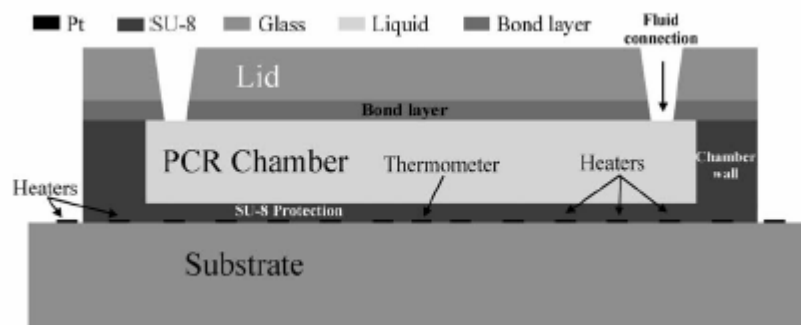 Pt SU-8 Glass Liquid Bond layer
Fluid
connection
Lid
Bond layer
PCR Chamber
Thermometer
Heaters
Chamber
wall
Heaters
SU-8 Protection
Substrate